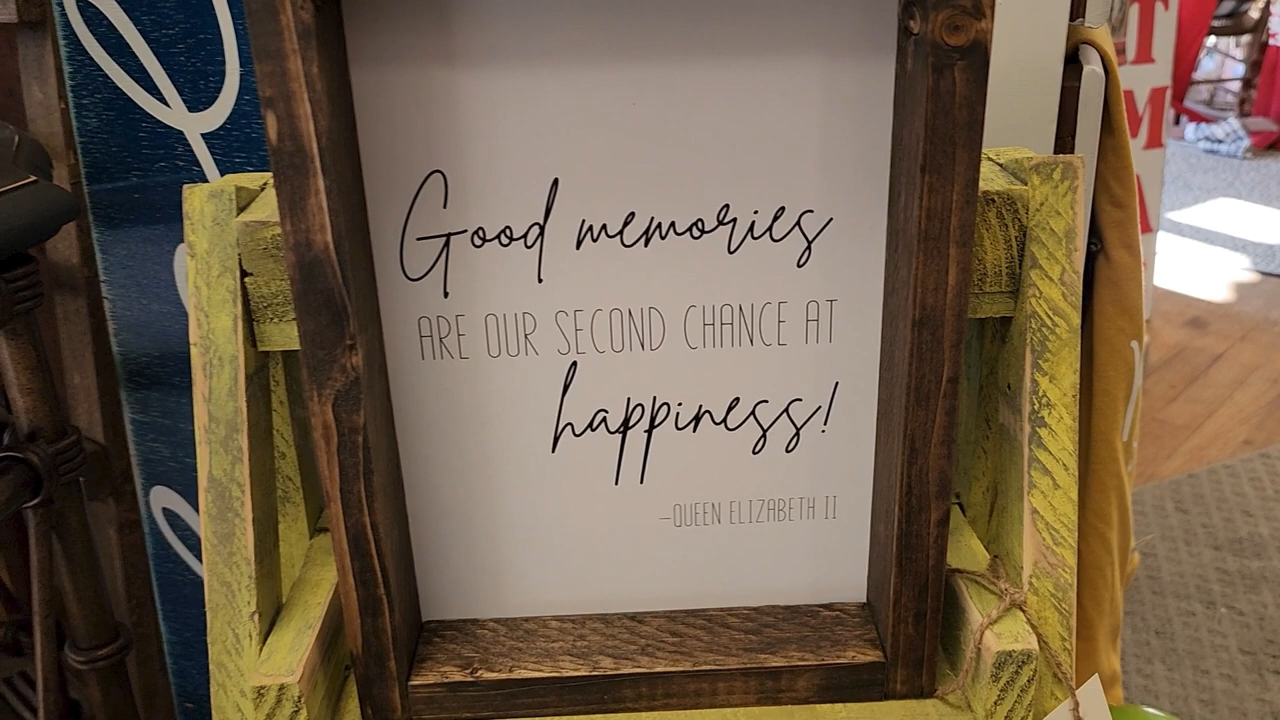 Good memories
ARE OUR SECOND CHANCE AT
happiness!
-QUEEN ELIZABETH II
T
M
A